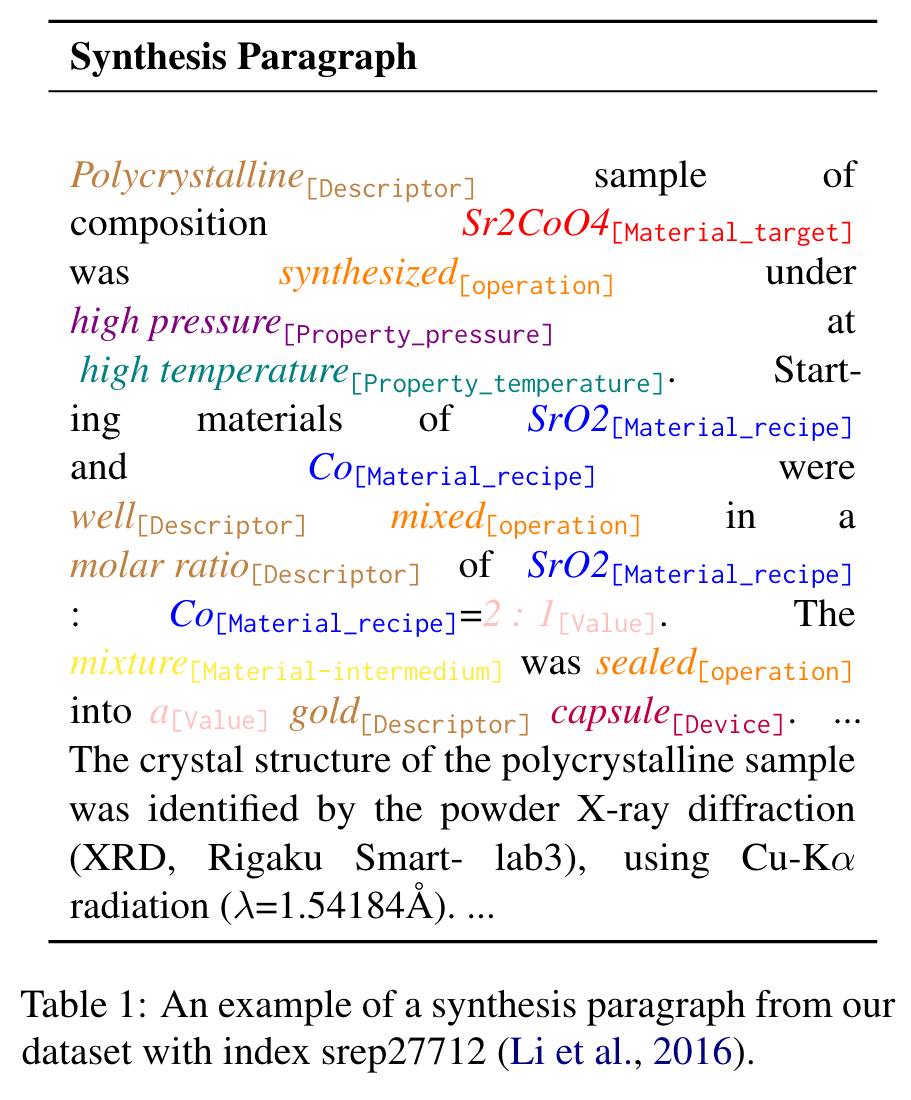 Synthesis Paragraph
Polycrystalline[Descriptor] sample of
composition Sr2CoO4[Material_target]
was synthesized[operation] under
high pressure[Property_pressure] at
high temperature[Property_temperature]. Start-
ing materials of SrO2[Material_recipe]
and Co[Material_recipe] were
well[Descriptor] mixed[operation] in a
molar ratio[Descriptor] of SrO2[Material_recipe]
: Co[Material_recipe]=2 : 1[Value]. The
mixture[Material-intermedium] was sealed[operation]
into a[Value] gold[Descriptor] capsule[Device]. ...
The crystal structure of the polycrystalline sample
was identified by the powder X-ray diffraction
(XRD, Rigaku Smart- lab3), using Cu-Kα
radiation (λ=1.54184Å). ...
Table 1: An example of a synthesis paragraph from our
dataset with index srep27712 (Li et al., 2016).